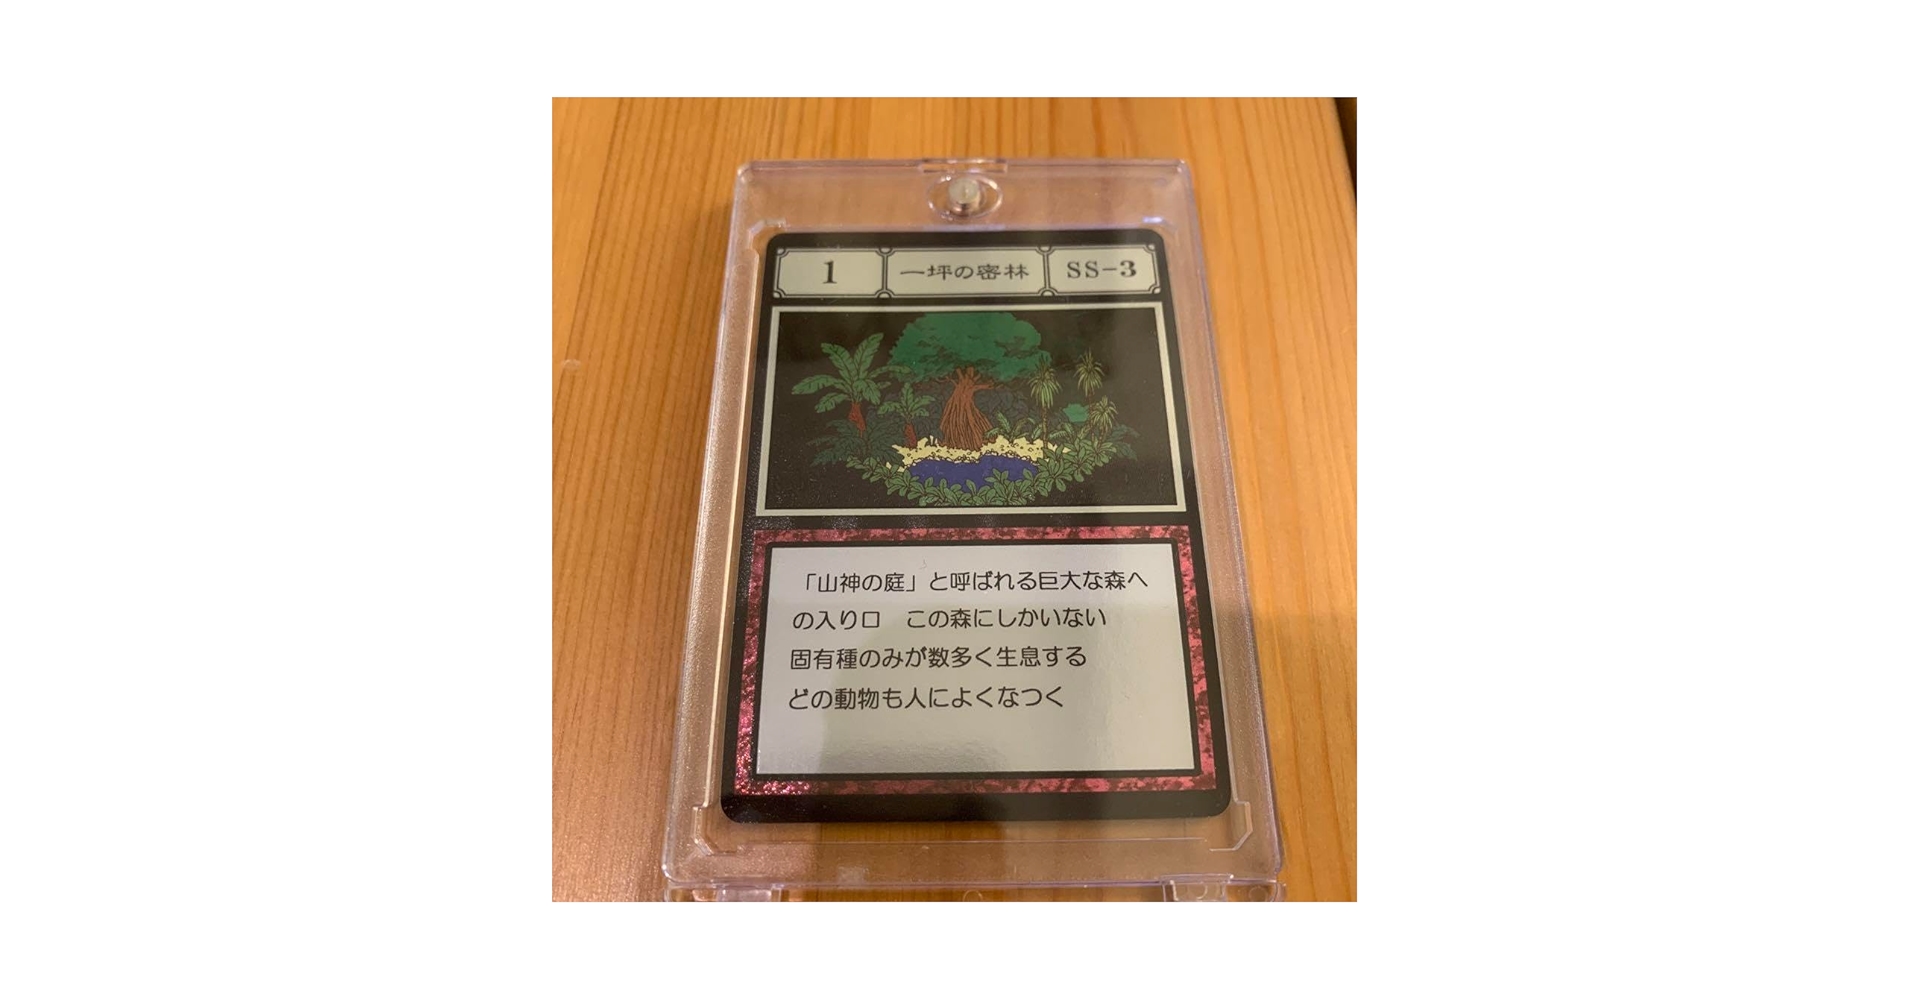 1 一坪の密林 SS-3
「山神の庭」と呼ばれる巨大な森へ
の入り口　この森にしかいない
固有種のみが数多く生息する
どの動物も人によくなつく